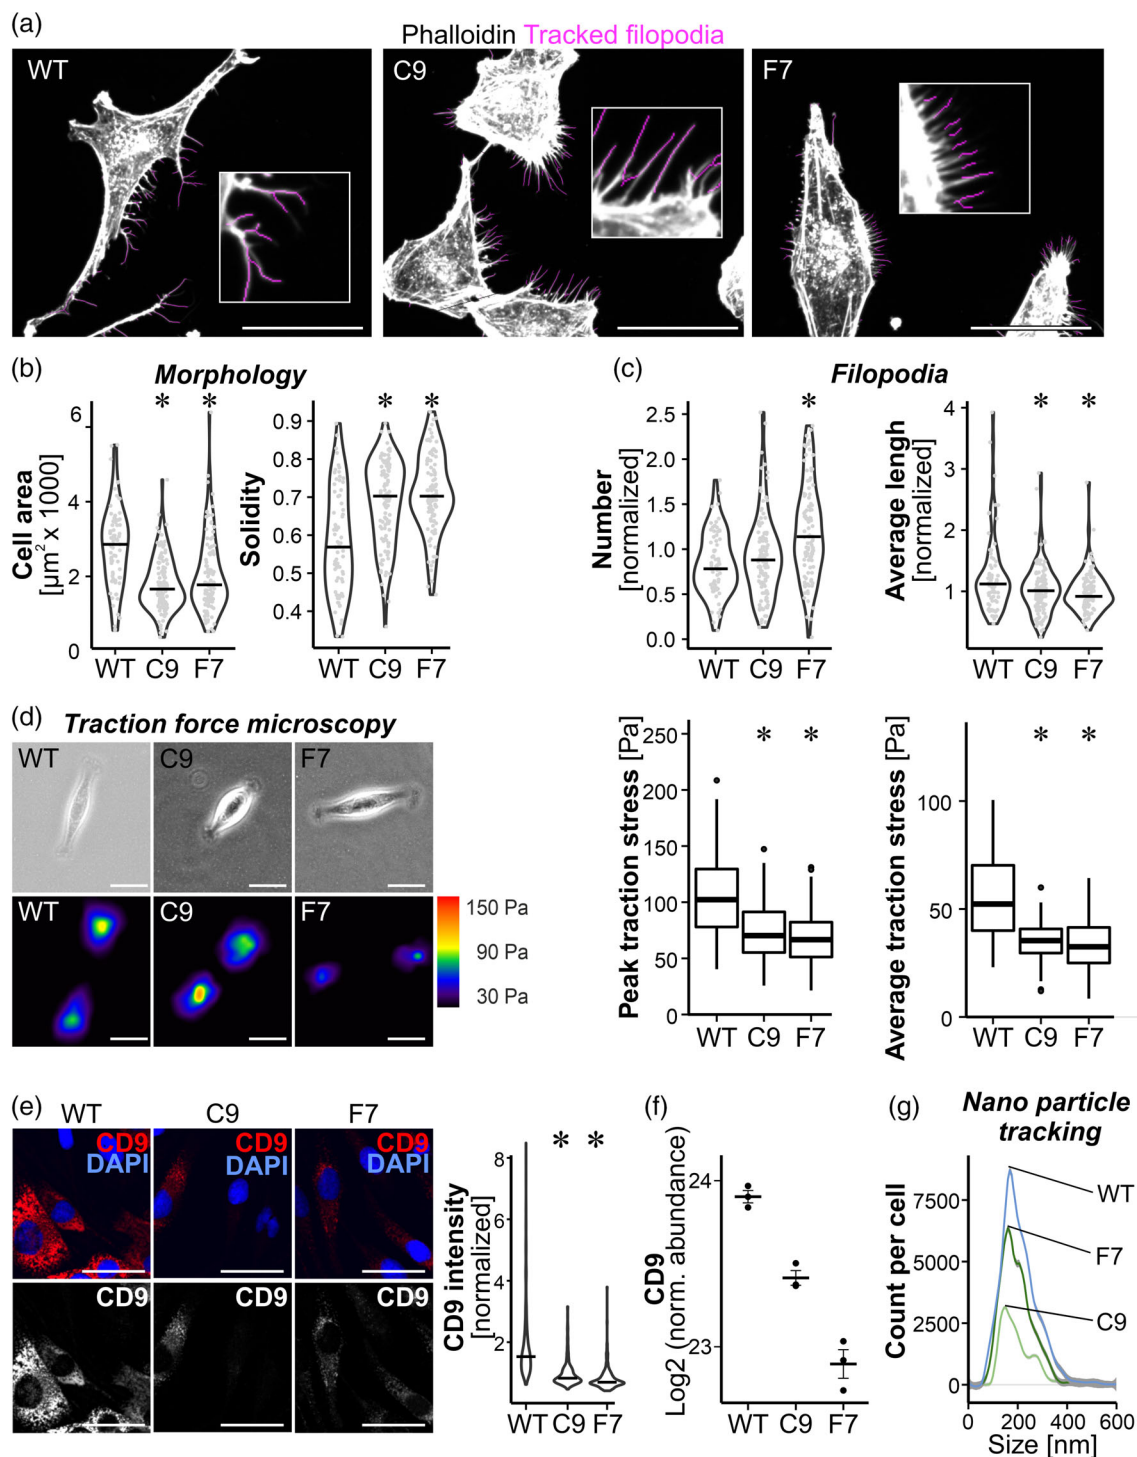 (a)
Phalloidin Tracked filopodia
WT
C9
F7
(b)
Morphology
Cell area
[µm² x 1000]
6
4
2
0
* *
WT C9 F7
Solidity
0.9
0.8
0.7
0.6
0.5
0.4
* *
WT C9 F7
(c)
Filopodia
Number
[normalized]
2.5
2.0
1.5
1.0
0.5
0.0
*
WT C9 F7
Average lengh
[normalized]
4
3
2
1
* *
WT C9 F7
(d)
Traction force microscopy
WT
C9
F7
WT
C9
F7
150 Pa
90 Pa
30 Pa
Peak traction stress [Pa]
250
200
150
100
50
0
* *
WT C9 F7
Average traction stress [Pa]
100
50
0
* *
WT C9 F7
(e)
WT C9 F7
CD9
DAPI
CD9
DAPI
CD9
DAPI
CD9
CD9
CD9
CD9 intensity
[normalized]
8
6
4
2
* *
WT C9 F7
(f)
CD9
Log2 (norm. abundance)
24
23
WT C9 F7
(g)
Nano particle
tracking
Count per cell
7500
5000
2500
0
WT
F7
C9
0 200 400 600
Size [nm]